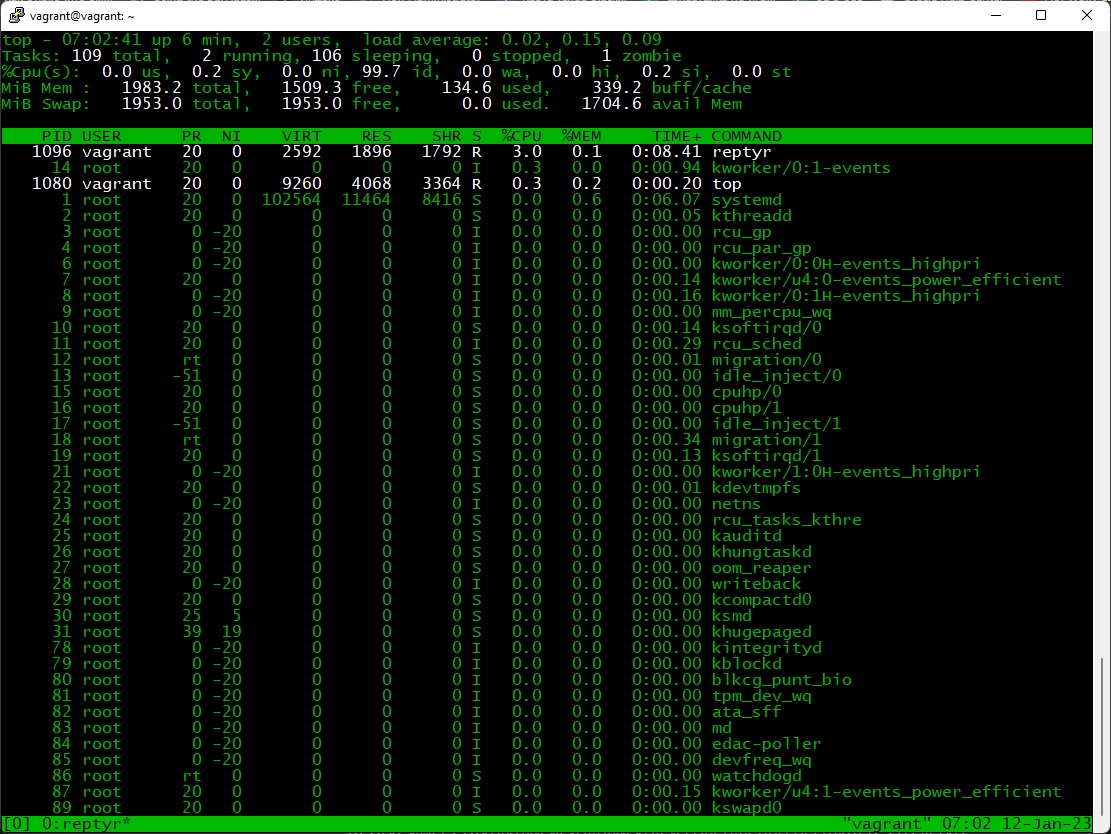 vagrant@vagrant: ~
top - 07:02:41 up 6 min,  2 users,  load average: 0.02, 0.15, 0.09
Tasks: 109 total,   2 running, 106 sleeping,   0 stopped,   1 zombie
%Cpu(s):  0.0 us,  0.2 sy,  0.0 ni, 99.7 id,  0.0 wa,  0.0 hi,  0.2 si,  0.0 st
MiB Mem :   1983.2 total,   1509.3 free,    134.6 used,    339.2 buff/cache
MiB Swap:   1953.0 total,   1953.0 free,      0.0 used.   1704.6 avail Mem
PID USER      PR  NI    VIRT    RES    SHR S  %CPU  %MEM     TIME+ COMMAND
1096 vagrant   20   0    2592   1896   1792 R   3.0   0.1   0:08.41 reptyr
14 root      20   0       0      0      0 I   0.3   0.0   0:00.94 kworker/0:1-events
1080 vagrant   20   0    9260   4068   3364 R   0.3   0.2   0:00.20 top
1 root      20   0  102564  11464   8416 S   0.0   0.6   0:06.07 systemd
2 root      20   0       0      0      0 S   0.0   0.0   0:00.05 kthreadd
3 root       0 -20       0      0      0 I   0.0   0.0   0:00.00 rcu_gp
4 root       0 -20       0      0      0 I   0.0   0.0   0:00.00 rcu_par_gp
6 root       0 -20       0      0      0 I   0.0   0.0   0:00.00 kworker/0:0H-events_highpri
7 root      20   0       0      0      0 I   0.0   0.0   0:00.14 kworker/u4:0-events_power_efficient
8 root       0 -20       0      0      0 I   0.0   0.0   0:00.16 kworker/0:1H-events_highpri
9 root       0 -20       0      0      0 I   0.0   0.0   0:00.00 mm_percpu_wq
10 root      20   0       0      0      0 S   0.0   0.0   0:00.14 ksoftirqd/0
11 root      20   0       0      0      0 I   0.0   0.0   0:00.29 rcu_sched
12 root      rt   0       0      0      0 S   0.0   0.0   0:00.01 migration/0
13 root     -51   0       0      0      0 S   0.0   0.0   0:00.00 idle_inject/0
15 root      20   0       0      0      0 S   0.0   0.0   0:00.00 cpuhp/0
16 root      20   0       0      0      0 S   0.0   0.0   0:00.00 cpuhp/1
17 root     -51   0       0      0      0 S   0.0   0.0   0:00.00 idle_inject/1
18 root      rt   0       0      0      0 S   0.0   0.0   0:00.34 migration/1
19 root      20   0       0      0      0 S   0.0   0.0   0:00.13 ksoftirqd/1
21 root       0 -20       0      0      0 I   0.0   0.0   0:00.00 kworker/1:0H-events_highpri
22 root      20   0       0      0      0 S   0.0   0.0   0:00.01 kdevtmpfs
23 root       0 -20       0      0      0 I   0.0   0.0   0:00.00 netns
24 root      20   0       0      0      0 S   0.0   0.0   0:00.00 rcu_tasks_kthre
25 root      20   0       0      0      0 S   0.0   0.0   0:00.00 kauditd
26 root      20   0       0      0      0 S   0.0   0.0   0:00.00 khungtaskd
27 root      20   0       0      0      0 S   0.0   0.0   0:00.00 oom_reaper
28 root       0 -20       0      0      0 I   0.0   0.0   0:00.00 writeback
29 root      20   0       0      0      0 S   0.0   0.0   0:00.00 kcompactd0
30 root      25   5       0      0      0 S   0.0   0.0   0:00.00 ksmd
31 root      39  19       0      0      0 S   0.0   0.0   0:00.00 khugepaged
78 root       0 -20       0      0      0 I   0.0   0.0   0:00.00 kintegrityd
79 root       0 -20       0      0      0 I   0.0   0.0   0:00.00 kblockd
80 root       0 -20       0      0      0 I   0.0   0.0   0:00.00 blkcg_punt_bio
81 root       0 -20       0      0      0 I   0.0   0.0   0:00.00 tpm_dev_wq
82 root       0 -20       0      0      0 I   0.0   0.0   0:00.00 ata_sff
83 root       0 -20       0      0      0 I   0.0   0.0   0:00.00 md
84 root       0 -20       0      0      0 I   0.0   0.0   0:00.00 edac-poller
85 root       0 -20       0      0      0 I   0.0   0.0   0:00.00 devfreq_wq
86 root      rt   0       0      0      0 S   0.0   0.0   0:00.00 watchdogd
87 root      20   0       0      0      0 I   0.0   0.0   0:00.15 kworker/u4:1-events_power_efficient
89 root      20   0       0      0      0 S   0.0   0.0   0:00.00 kswapd0
[0] 0:reptyr* "vagrant" 07:02 12-Jan-23